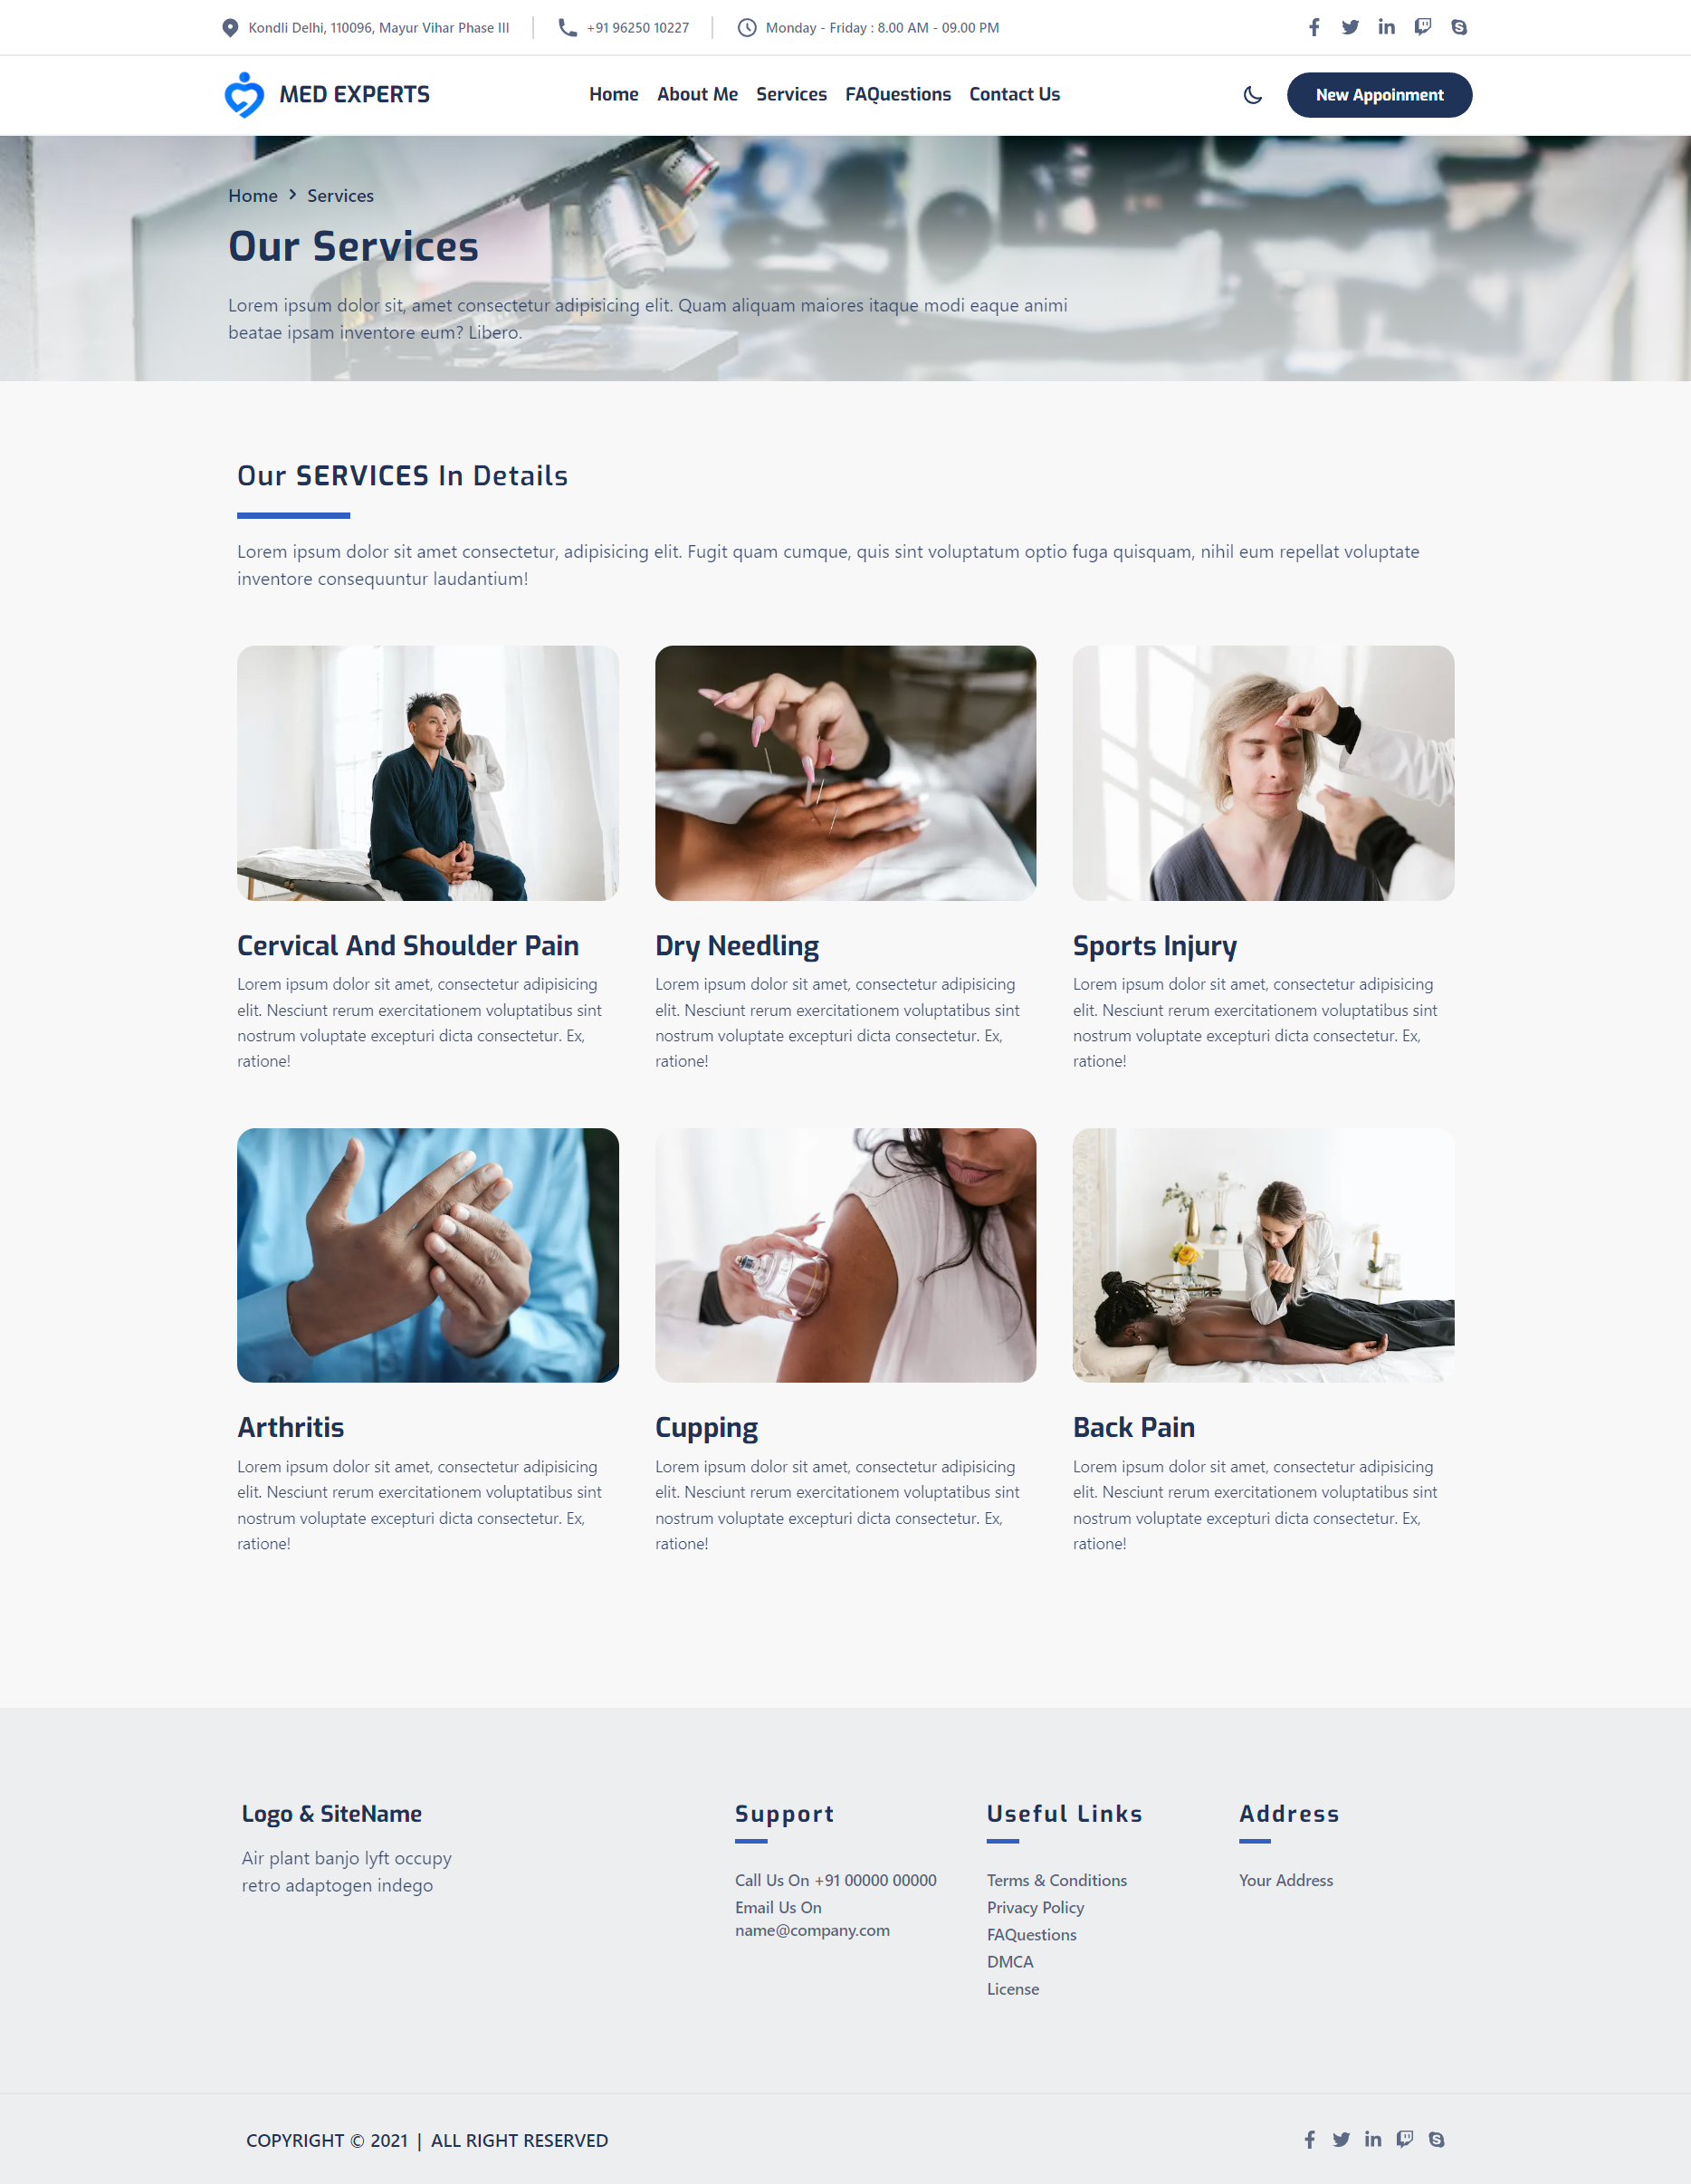 Kondli Delhi, 110096, Mayur Vihar Phase III
+91 96250 10227
Monday - Friday : 8.00 AM - 09.00 PM
MED EXPERTS
Home
About Me
Services
FAQuestions
Contact Us
New Appoinment
Home > Services
Our Services
Lorem ipsum dolor sit, amet consectetur adipisicing elit. Quam aliquam maiores itaque modi eaque animi
beatae ipsam inventore eum? Libero.
Our SERVICES In Details
Lorem ipsum dolor sit amet consectetur, adipisicing elit. Fugit quam cumque, quis sint voluptatum optio fuga quisquam, nihil eum repellat voluptate
inventore consequuntur laudantium!
Cervical And Shoulder Pain
Lorem ipsum dolor sit amet, consectetur adipisicing
elit. Nesciunt rerum exercitationem voluptatibus sint
nostrum voluptate excepturi dicta consectetur. Ex,
ratione!
Dry Needling
Lorem ipsum dolor sit amet, consectetur adipisicing
elit. Nesciunt rerum exercitationem voluptatibus sint
nostrum voluptate excepturi dicta consectetur. Ex,
ratione!
Sports Injury
Lorem ipsum dolor sit amet, consectetur adipisicing
elit. Nesciunt rerum exercitationem voluptatibus sint
nostrum voluptate excepturi dicta consectetur. Ex,
ratione!
Arthritis
Lorem ipsum dolor sit amet, consectetur adipisicing
elit. Nesciunt rerum exercitationem voluptatibus sint
nostrum voluptate excepturi dicta consectetur. Ex,
ratione!
Cupping
Lorem ipsum dolor sit amet, consectetur adipisicing
elit. Nesciunt rerum exercitationem voluptatibus sint
nostrum voluptate excepturi dicta consectetur. Ex,
ratione!
Back Pain
Lorem ipsum dolor sit amet, consectetur adipisicing
elit. Nesciunt rerum exercitationem voluptatibus sint
nostrum voluptate excepturi dicta consectetur. Ex,
ratione!
Logo & SiteName
Air plant banjo lyft occupy
retro adaptogen indego
Support
Call Us On +91 00000 00000
Email Us On
name@company.com
Useful Links
Terms & Conditions
Privacy Policy
FAQuestions
DMCA
License
Address
Your Address
COPYRIGHT © 2021 | ALL RIGHT RESERVED